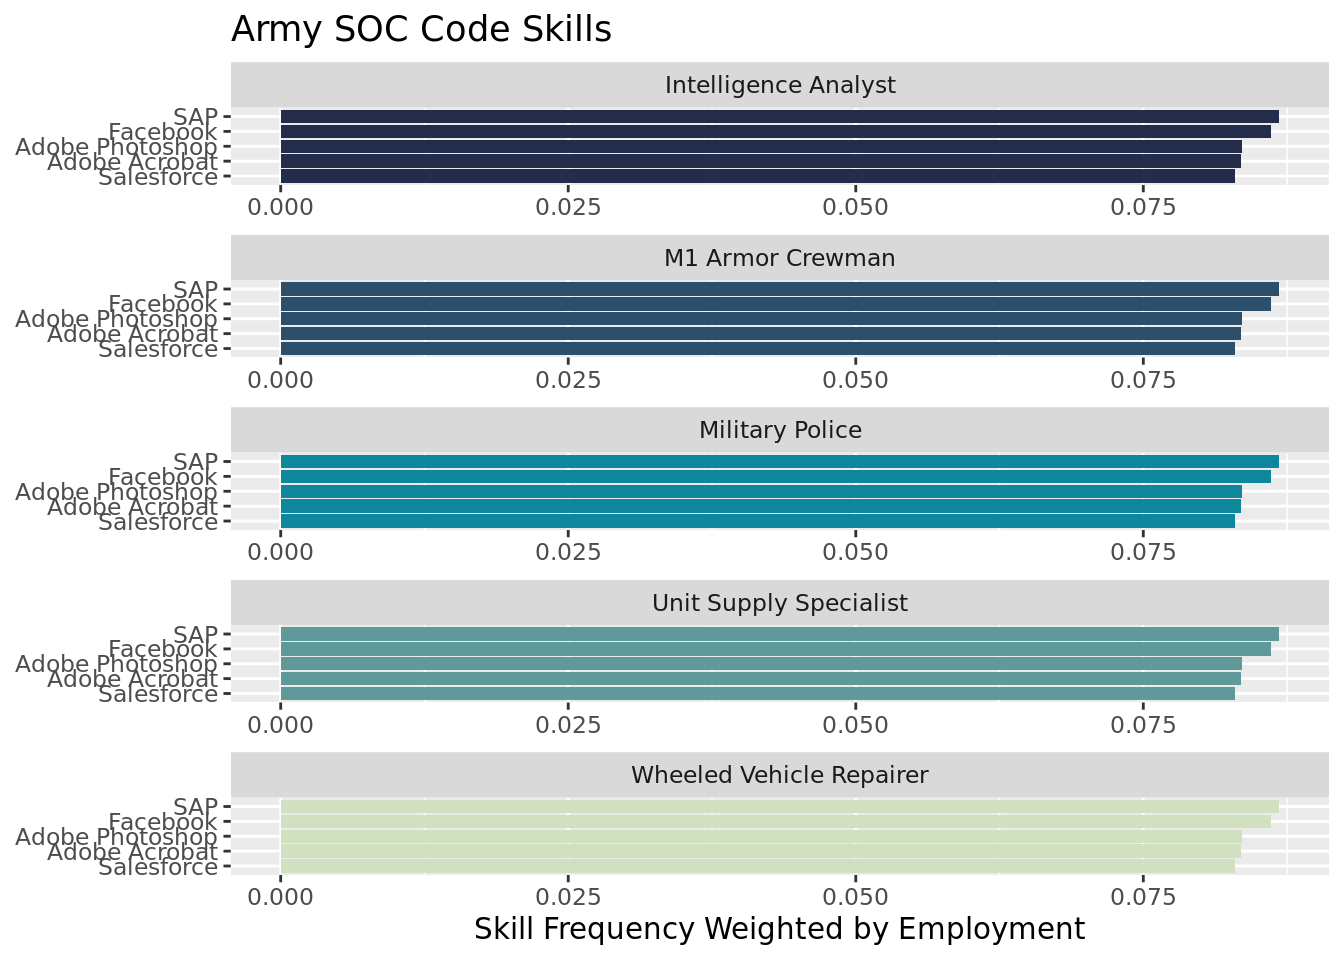 Army SOC Code Skills
Intelligence Analyst
SAP
Facebook
Adobe Photoshop
Adobe Acrobat
Salesforce
0.000 0.025 0.050 0.075
M1 Armor Crewman
SAP
Facebook
Adobe Photoshop
Adobe Acrobat
Salesforce
0.000 0.025 0.050 0.075
Military Police
SAP
Facebook
Adobe Photoshop
Adobe Acrobat
Salesforce
0.000 0.025 0.050 0.075
Unit Supply Specialist
SAP
Facebook
Adobe Photoshop
Adobe Acrobat
Salesforce
0.000 0.025 0.050 0.075
Wheeled Vehicle Repairer
SAP
Facebook
Adobe Photoshop
Adobe Acrobat
Salesforce
0.000 0.025 0.050 0.075
Skill Frequency Weighted by Employment